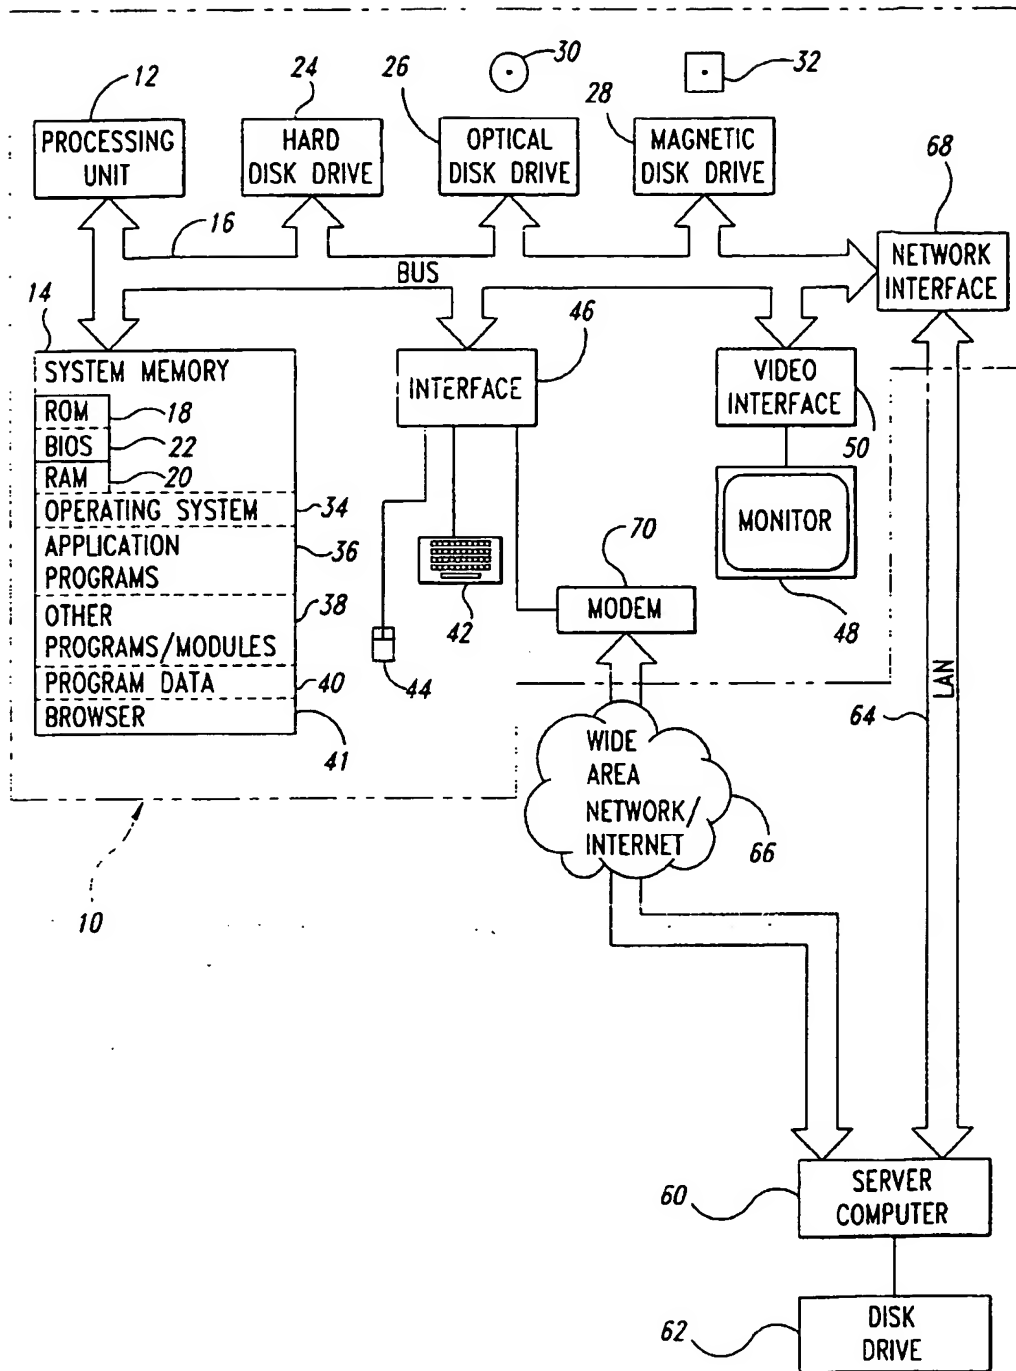 30
32
24
26
12
28
PROCESSING
UNIT
HARD
DISK DRIVE
OPTICAL
DISK DRIVE
MAGNETIC
DISK DRIVE
68
16
NETWORK
INTERFACE
BUS
14
46
SYSTEM MEMORY
ROM
18
BIOS
22
RAM
20
OPERATING SYSTEM
34
APPLICATION
PROGRAMS
36
OTHER
PROGRAMS/MODULES
38
PROGRAM DATA
40
BROWSER
41
INTERFACE
VIDEO
INTERFACE
50
MONITOR
48
42
44
70
MODEM
WIDE
AREA
NETWORK/
INTERNET
66
LAN
64
10
60
SERVER
COMPUTER
62
DISK
DRIVE